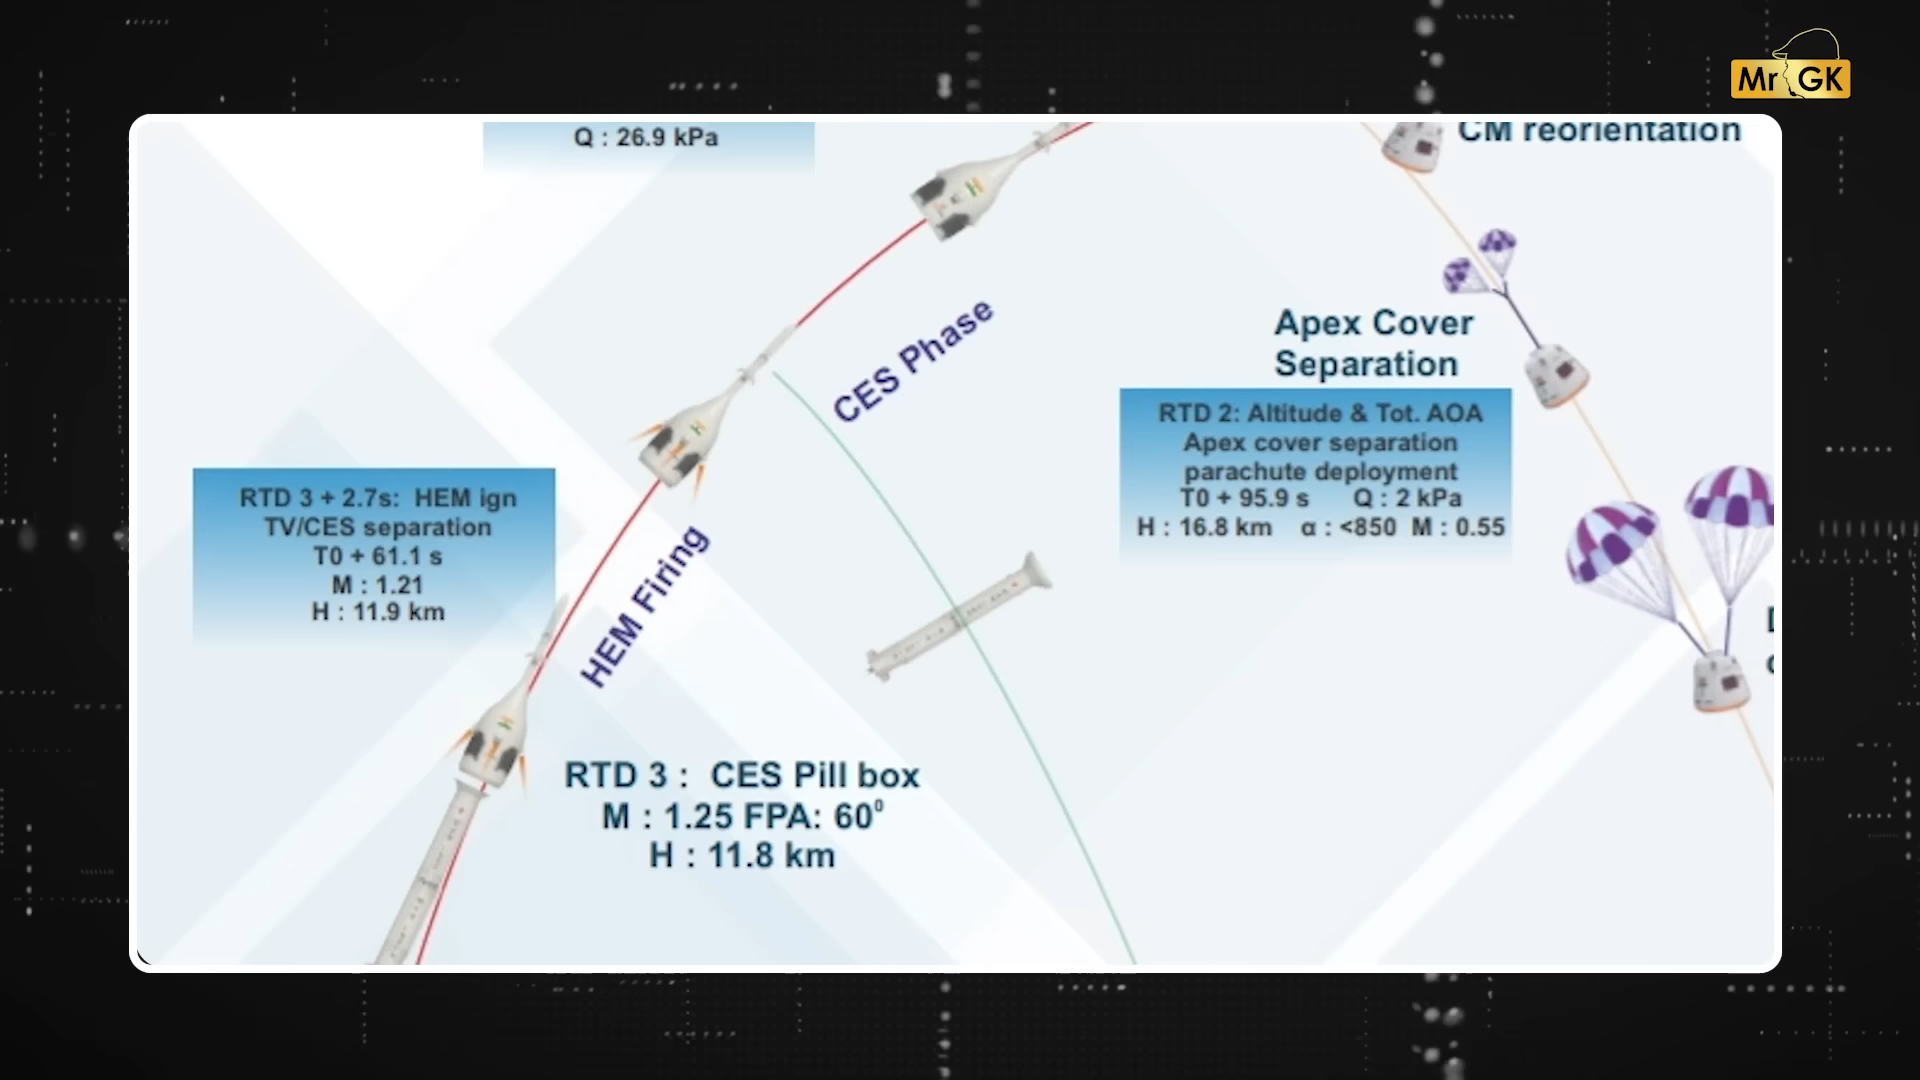 Mr GK
Q : 26.9 kPa
CM reorientation
CES Phase
Apex Cover
Separation
RTD 2: Altitude & Tot. AOA
Apex cover separation
parachute deployment
T0 + 95.9 s Q : 2 kPa
H : 16.8 km α : <850 M : 0.55
RTD 3 + 2.7s: HEM ign
TV/CES separation
T0 + 61.1 s
M : 1.21
H : 11.9 km
HEM Firing
RTD 3 : CES Pill box
M : 1.25 FPA: 60⁰
H : 11.8 km